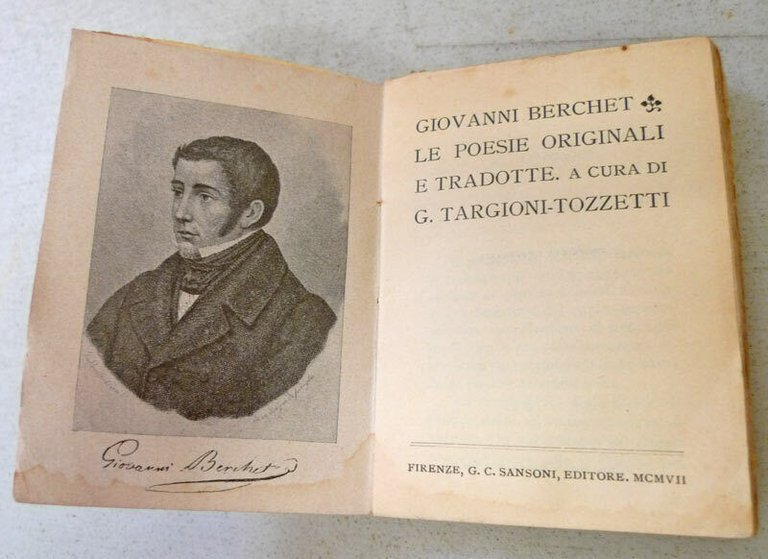 Giovanni Berchet
GIOVANNI BERCHET
LE POESIE ORIGINALI
E TRADOTTE. A CURA DI
G. TARGIONI-TOZZETTI
FIRENZE, G. C. SANSONI, EDITORE. MCMVII